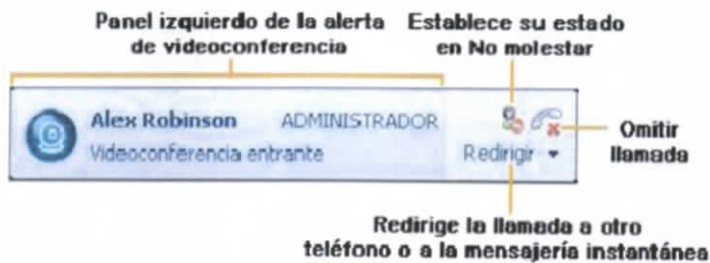 Panel izquierdo de la alerta
de videoconferencia
Establece su estado
en No molestar
Alex Robinson ADMINISTRADOR
Videoconferencia entrante Redirigir
Omitir
llamada
Redirige la llamada a otro
teléfono o a la mensajería instantánea